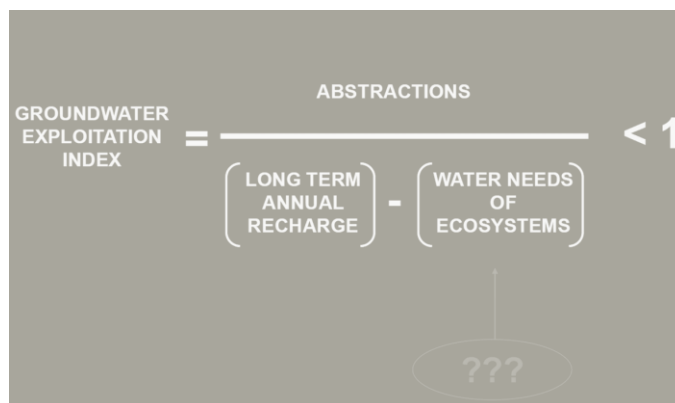 ABSTRACTIONS
GROUNDWATER
EXPLOITATION
INDEX
=
< 1
LONG TERM
ANNUAL
RECHARGE
-
WATER NEEDS
OF
ECOSYSTEMS
???